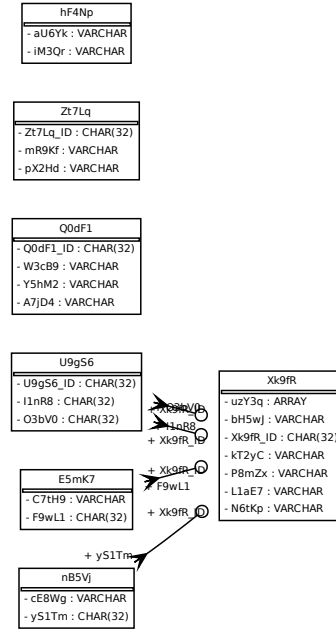 hF4Np
- aU6Yk : VARCHAR
- iM3Qr : VARCHAR
Zt7Lq
- Zt7Lq_ID : CHAR(32)
- mR9Kf : VARCHAR
- pX2Hd : VARCHAR
Q0dF1
- Q0dF1_ID : CHAR(32)
- W3cB9 : VARCHAR
- Y5hM2 : VARCHAR
- A7jD4 : VARCHAR
U9gS6
- U9gS6_ID : CHAR(32)
- I1nR8 : CHAR(32)
- O3bV0 : CHAR(32)
+ O3bV0
+ Xk9fR_ID
+ I1nR8
+ Xk9fR_ID
Xk9fR
- uzY3q : ARRAY
- bH5wJ : VARCHAR
- Xk9fR_ID : CHAR(32)
- kT2yC : VARCHAR
- P8mZx : VARCHAR
- L1aE7 : VARCHAR
- N6tKp : VARCHAR
E5mK7
- C7tH9 : VARCHAR
- F9wL1 : CHAR(32)
+ Xk9fR_ID
+ F9wL1
+ Xk9fR_ID
+ yS1Tm
nB5Vj
- cE8Wg : VARCHAR
- yS1Tm : CHAR(32)